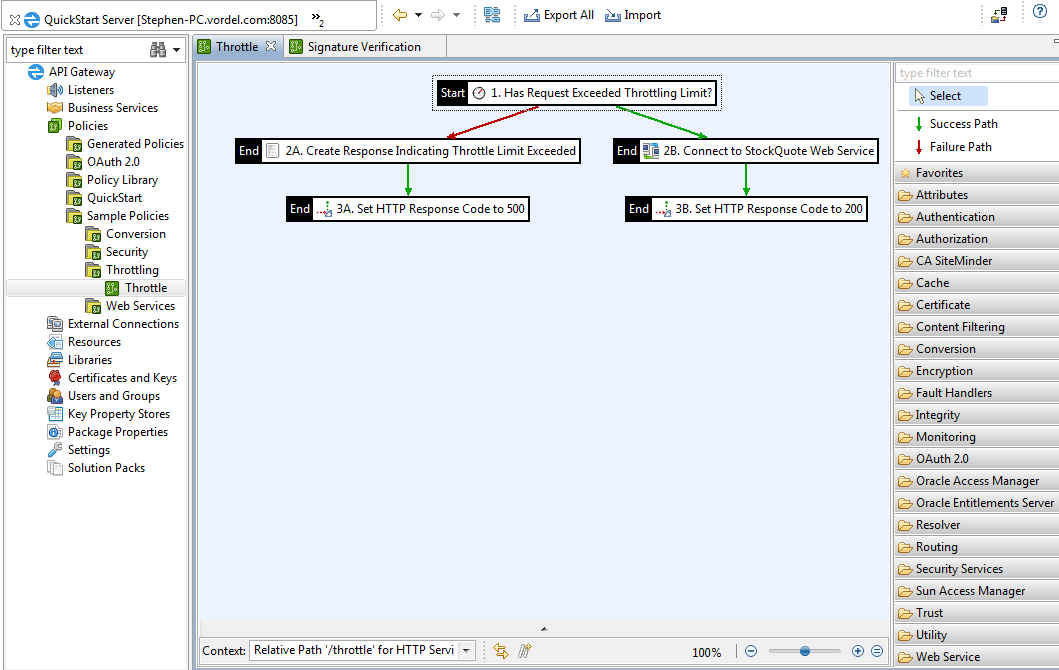 QuickStart Server [Stephen-PC.vordel.com:8085]
»2
Export All
Import
type filter text
API Gateway
Listeners
Business Services
Policies
Generated Policies
OAuth 2.0
Policy Library
QuickStart
Sample Policies
Conversion
Security
Throttling
Throttle
Web Services
External Connections
Resources
Libraries
Certificates and Keys
Users and Groups
Key Property Stores
Package Properties
Settings
Solution Packs
Throttle
Signature Verification
Start 1. Has Request Exceeded Throttling Limit?
End 2A. Create Response Indicating Throttle Limit Exceeded
End 2B. Connect to StockQuote Web Service
End 3A. Set HTTP Response Code to 500
End 3B. Set HTTP Response Code to 200
Context: Relative Path '/throttle' for HTTP Servi
100%
type filter text
Select
Success Path
Failure Path
Favorites
Attributes
Authentication
Authorization
CA SiteMinder
Cache
Certificate
Content Filtering
Conversion
Encryption
Fault Handlers
Integrity
Monitoring
OAuth 2.0
Oracle Access Manager
Oracle Entitlements Server
Resolver
Routing
Security Services
Sun Access Manager
Trust
Utility
Web Service